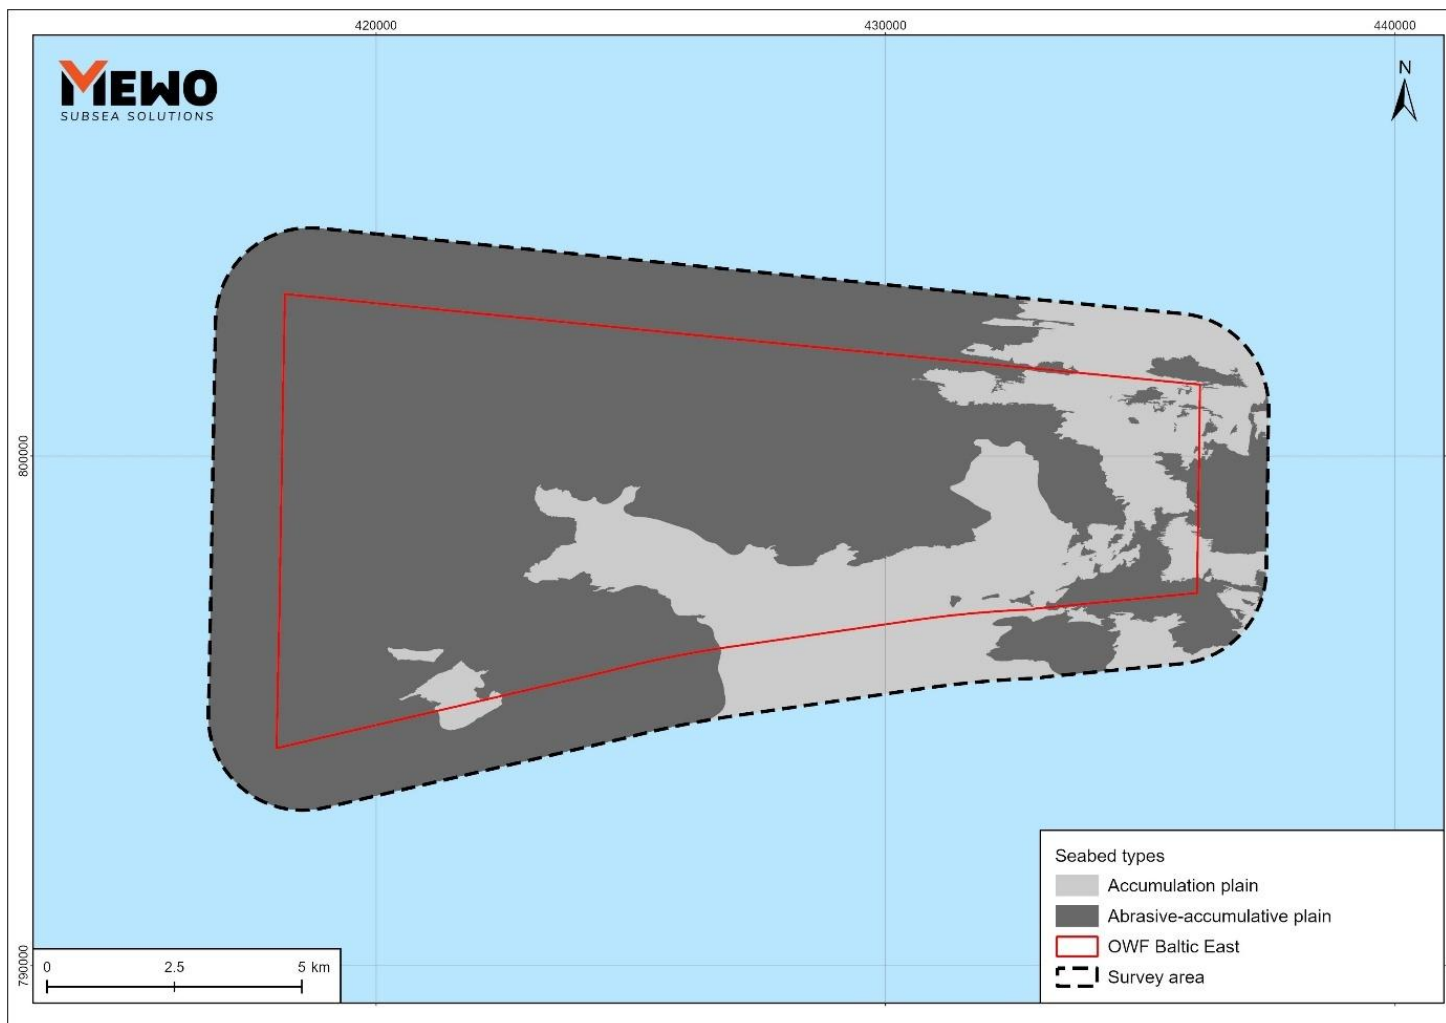 420000
430000
440000
MEWO
SUBSEA SOLUTIONS
N
800000
790000
Seabed types
Accumulation plain
Abrasive-accumulative plain
OWF Baltic East
Survey area
0 2.5 5 km